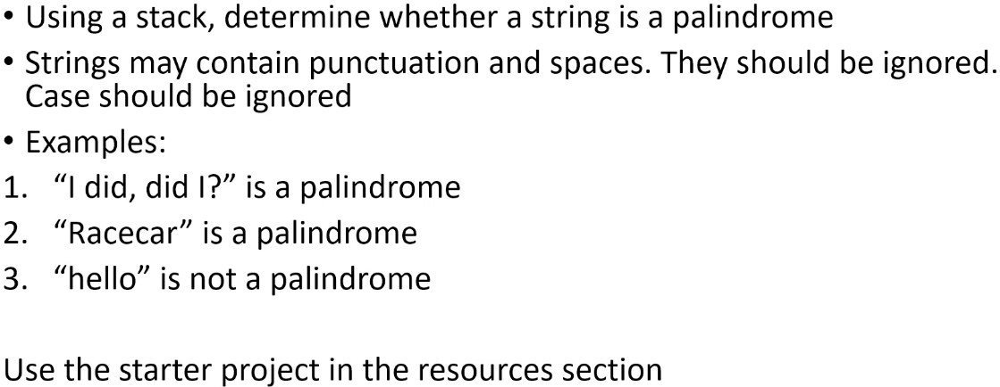 • Using a stack, determine whether a string is a palindrome
• Strings may contain punctuation and spaces. They should be ignored.
Case should be ignored
• Examples:
1. “I did, did I?” is a palindrome
2. “Racecar” is a palindrome
3. “hello” is not a palindrome
Use the starter project in the resources section